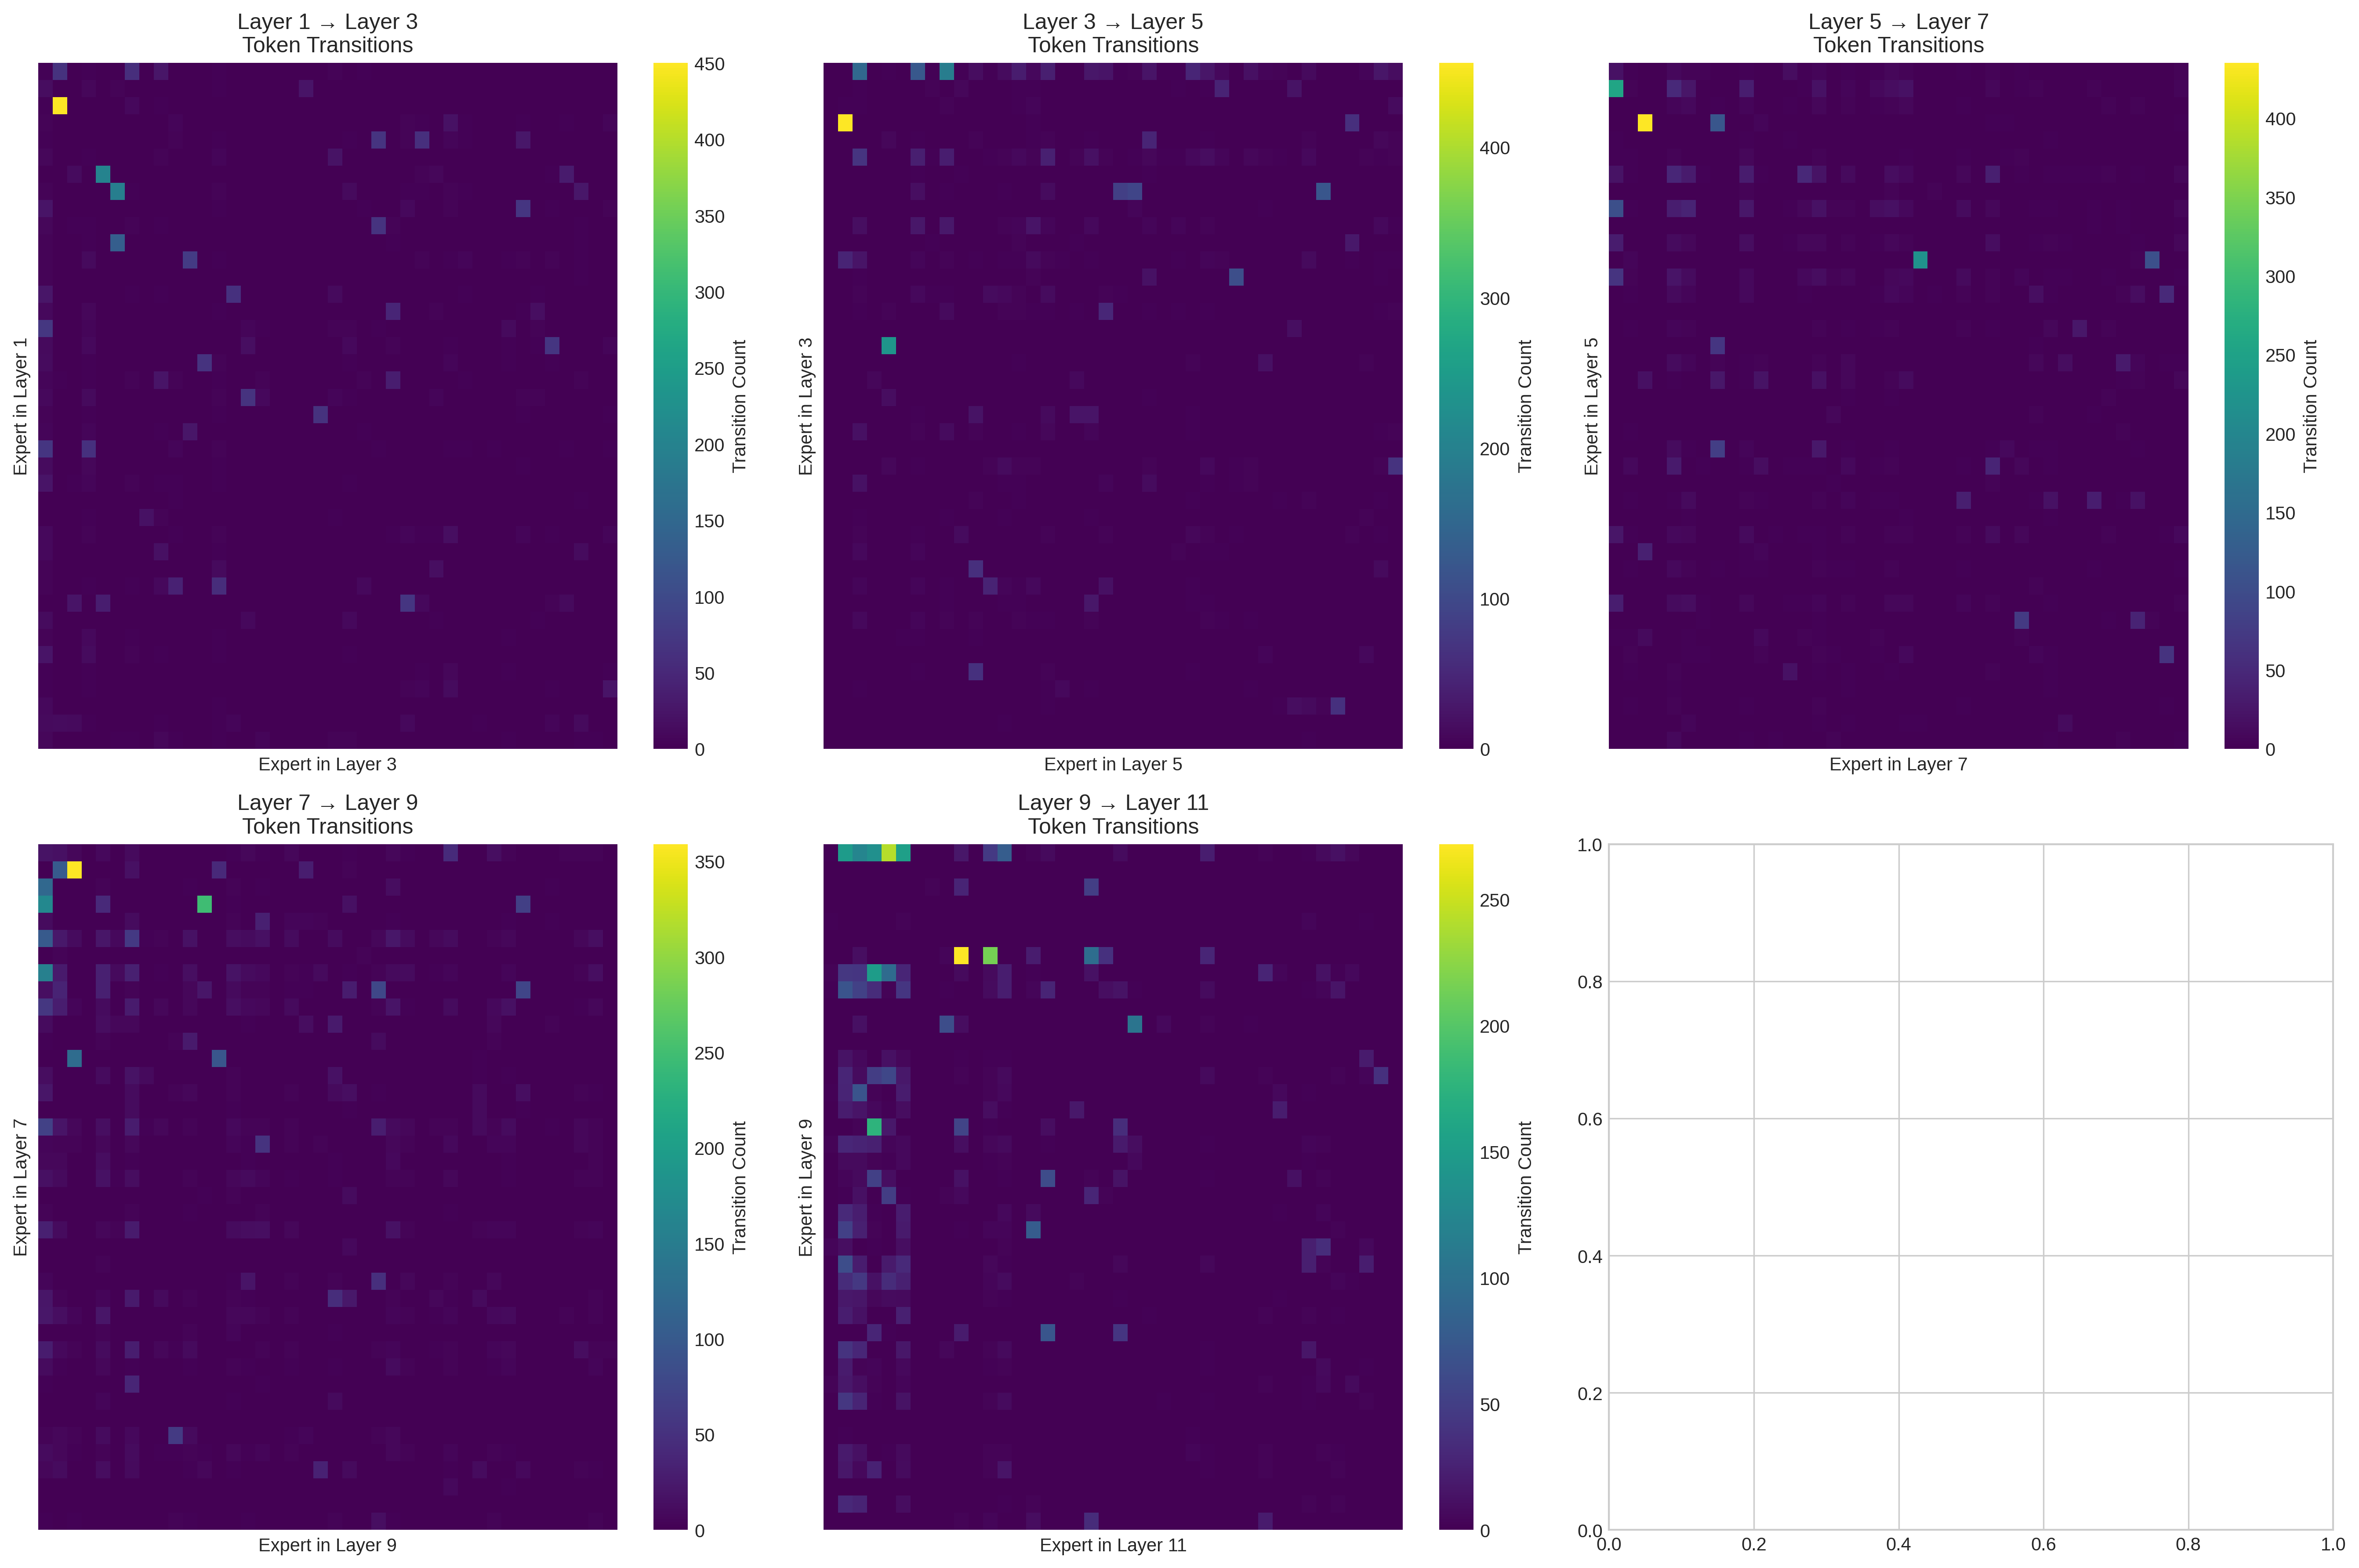 Layer 1 → Layer 3
Token Transitions
Expert in Layer 1
Expert in Layer 3
450
400
350
300
250
200
150
100
50
0
Transition Count
Layer 3 → Layer 5
Token Transitions
Expert in Layer 3
Expert in Layer 5
400
300
200
100
0
Transition Count
Layer 5 → Layer 7
Token Transitions
Expert in Layer 5
Expert in Layer 7
400
350
300
250
200
150
100
50
0
Transition Count
Layer 7 → Layer 9
Token Transitions
Expert in Layer 7
Expert in Layer 9
350
300
250
200
150
100
50
0
Transition Count
Layer 9 → Layer 11
Token Transitions
Expert in Layer 9
Expert in Layer 11
250
200
150
100
50
0
Transition Count
1.0
0.8
0.6
0.4
0.2
0.0
0.0 0.2 0.4 0.6 0.8 1.0